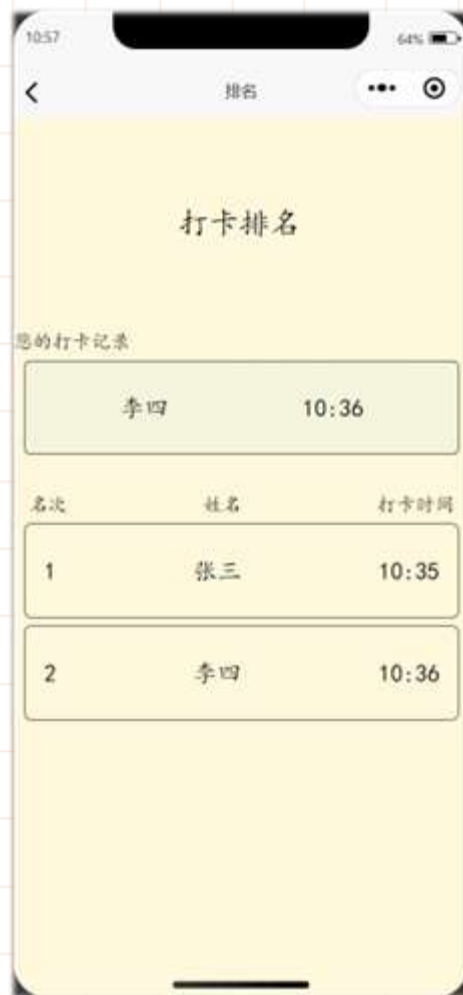 10:57 64%
排名
打卡排名
您的打卡记录
李四 10:36
名次 姓名 打卡时间
1 张三 10:35
2 李四 10:36